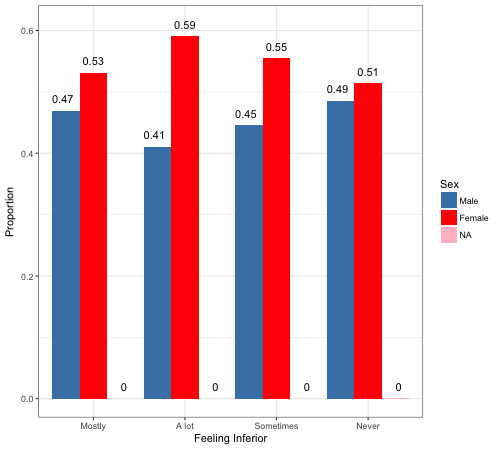 0.6
0.4
0.2
0.0
Proportion
0.47
0.53
0
0.41
0.59
0
0.45
0.55
0
0.49
0.51
0
Mostly
A lot
Sometimes
Never
Feeling Inferior
Sex
Male
Female
NA